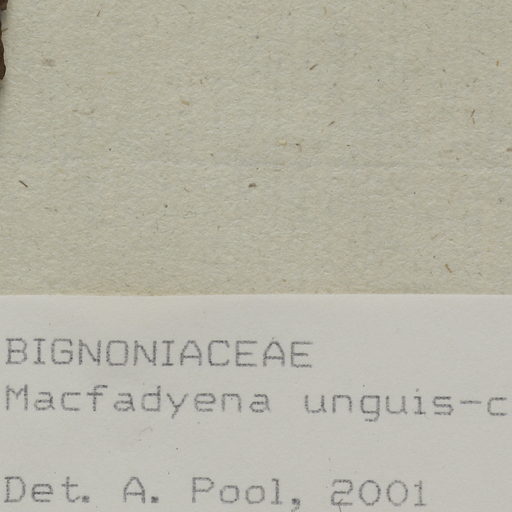 BIGNONIACEAE
Macfadyena unguis-c
Det. A. Pool, 2001